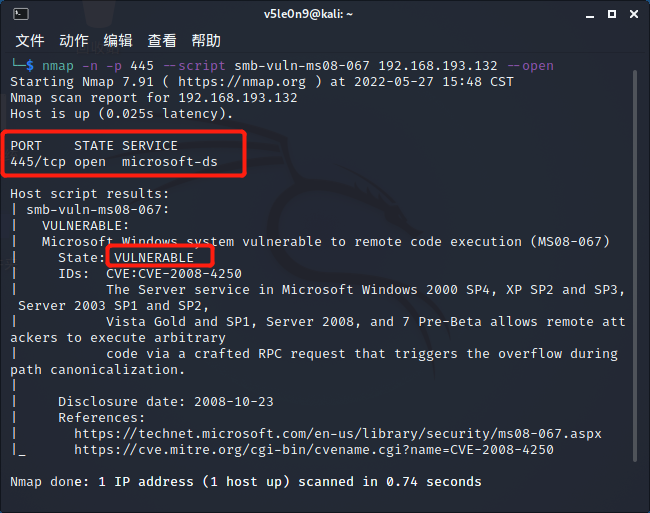 v5le0n9@kali: ~
文件 动作 编辑 查看 帮助
└─$ nmap -n -p 445 --script smb-vuln-ms08-067 192.168.193.132 --open
Starting Nmap 7.91 ( https://nmap.org ) at 2022-05-27 15:48 CST
Nmap scan report for 192.168.193.132
Host is up (0.025s latency).
PORT    STATE SERVICE
445/tcp open  microsoft-ds
Host script results:
| smb-vuln-ms08-067:
|   VULNERABLE:
|   Microsoft Windows system vulnerable to remote code execution (MS08-067)
|     State: VULNERABLE
|     IDs:  CVE:CVE-2008-4250
|           The Server service in Microsoft Windows 2000 SP4, XP SP2 and SP3,
 Server 2003 SP1 and SP2,
|           Vista Gold and SP1, Server 2008, and 7 Pre-Beta allows remote att
ackers to execute arbitrary
|           code via a crafted RPC request that triggers the overflow during
path canonicalization.
|
|     Disclosure date: 2008-10-23
|     References:
|       https://technet.microsoft.com/en-us/library/security/ms08-067.aspx
|_      https://cve.mitre.org/cgi-bin/cvename.cgi?name=CVE-2008-4250
Nmap done: 1 IP address (1 host up) scanned in 0.74 seconds